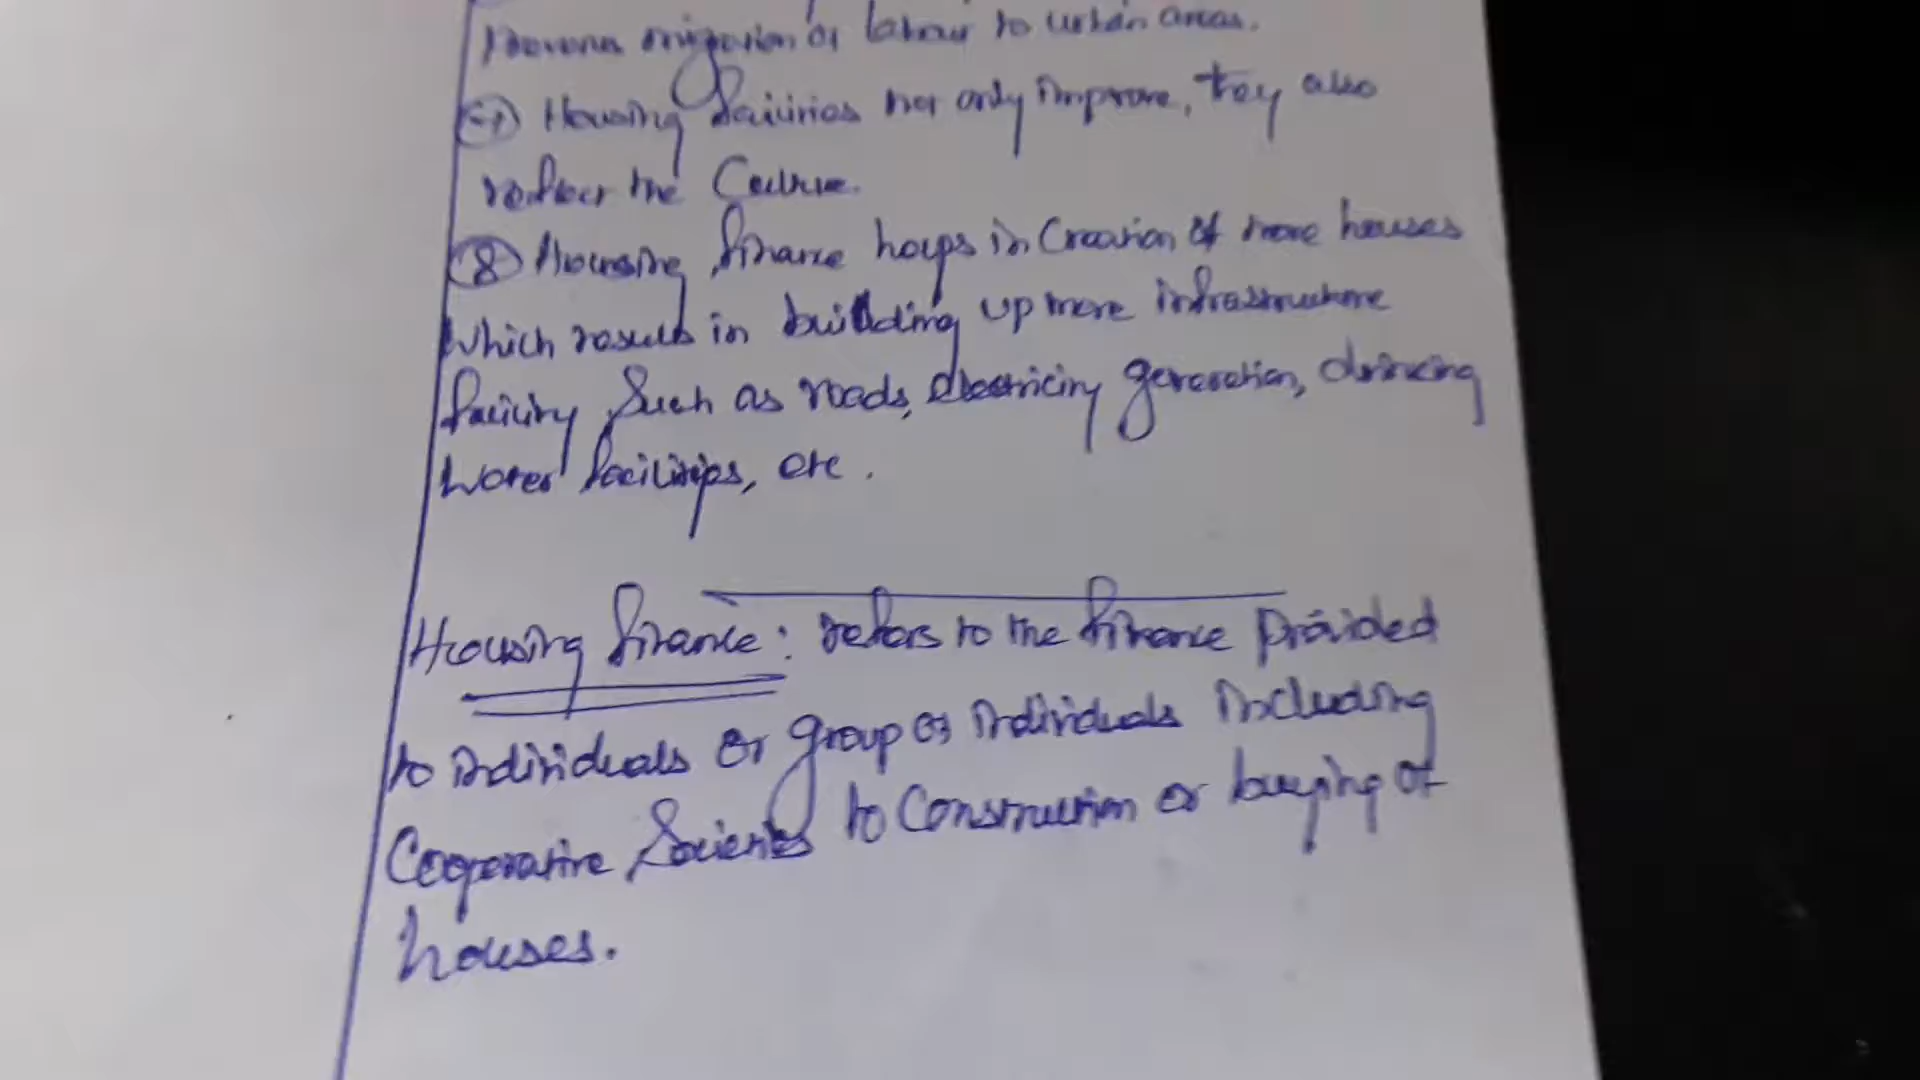 Prevents migration of labour to urban areas.
(7) Housing facilities not only improve, they also
reflect the Culture.
(8) Housing finance helps in Creation of more houses
Which results in building up more infrastructure
facility such as roads, electricity generation, drinking
water facilities, etc.
Housing finance: refers to the finance provided
to individuals or group of individuals including
Cooperative Societies to Construction or buying of
houses.